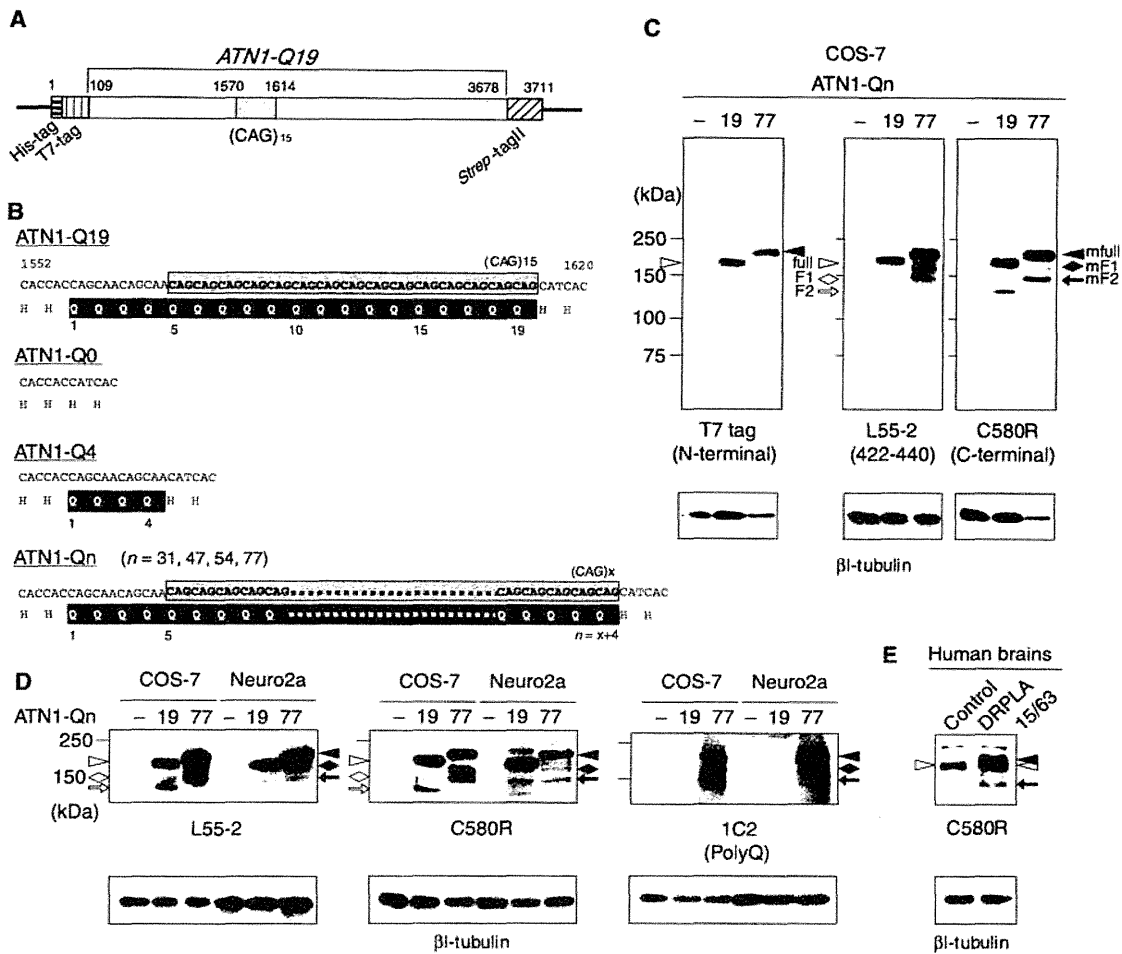 A
ATN1-Q19
1 109 1570 1614 3678 3711
His-tag
T7-tag
(CAG)15
Strep-tagII
B
ATN1-Q19
1552 (CAG)15 1620
CACCACCAGCAACAGCAACAGCAGCAGCAGCAGCAGCAGCAGCAGCAGCAGCAGCAGCAGCAGCATCAC
H H Q Q Q Q Q Q Q Q Q Q Q Q Q Q Q Q Q Q Q H H
1 5 10 15 19
ATN1-Q0
CACCACCATCAC
H H H H
ATN1-Q4
CACCACCAGCAACAGCAACATCAC
H H Q Q Q Q H H
1 4
ATN1-Qn (n = 31, 47, 54, 77)
(CAG)x
CACCACCAGCAACAGCAACAGCAGCAGCAGCAG CAGCAGCAGCAGCAGCATCAC
H H Q Q Q Q Q Q Q Q Q Q Q Q Q Q H H
1 5 n = x+4
C
COS-7
ATN1-Qn
– 19 77 – 19 77 – 19 77
(kDa)
250
150
100
75
full
F1
F2
mfull
mF1
mF2
T7 tag
(N-terminal)
L55-2
(422-440)
C580R
(C-terminal)
βI-tubulin
D
COS-7 Neuro2a COS-7 Neuro2a COS-7 Neuro2a
ATN1-Qn – 19 77 – 19 77 – 19 77 – 19 77 – 19 77 – 19 77
250
150
(kDa)
L55-2
C580R
1C2
(PolyQ)
βI-tubulin
E
Human brains
Control
DRPLA
15/63
C580R
βI-tubulin